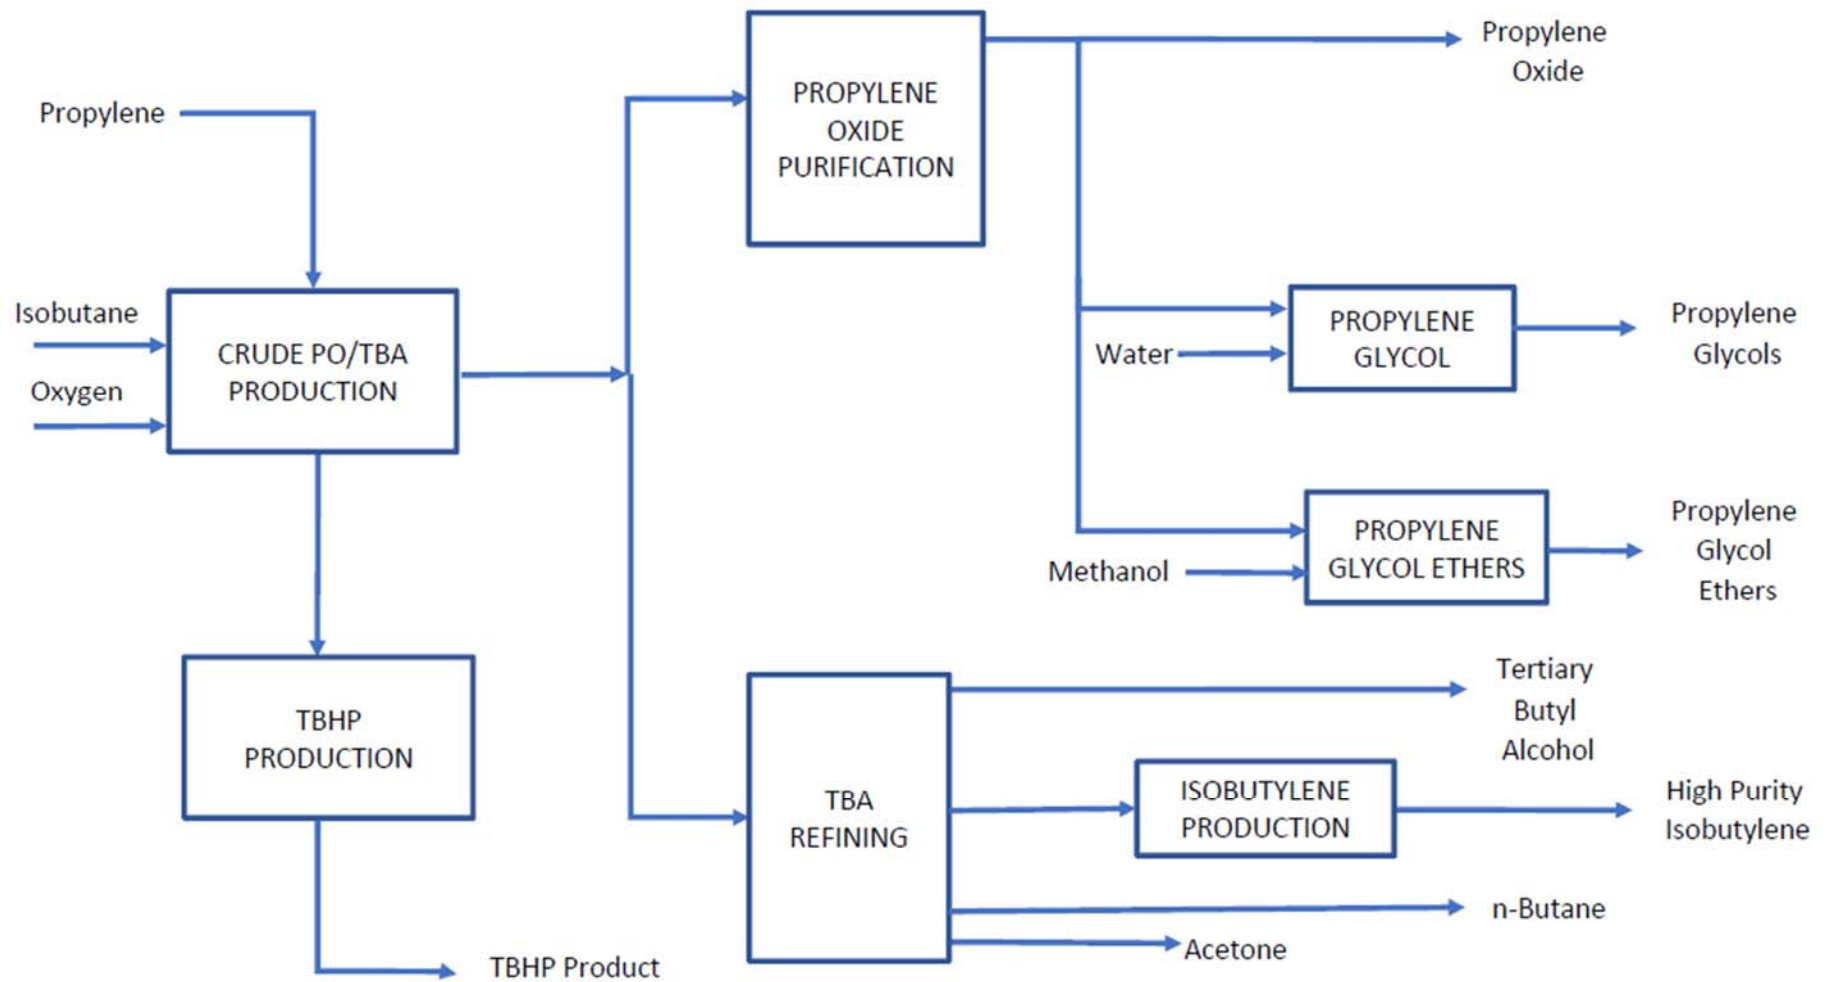 Propylene
Oxide
PROPYLENE
OXIDE
PURIFICATION
Propylene
Isobutane
Oxygen
CRUDE PO/TBA
PRODUCTION
PROPYLENE
GLYCOL
Water
Propylene
Glycols
PROPYLENE
GLYCOL ETHERS
Methanol
Propylene
Glycol
Ethers
TBHP
PRODUCTION
TBHP Product
TBA
REFINING
Tertiary
Butyl
Alcohol
ISOBUTYLENE
PRODUCTION
High Purity
Isobutylene
n-Butane
Acetone